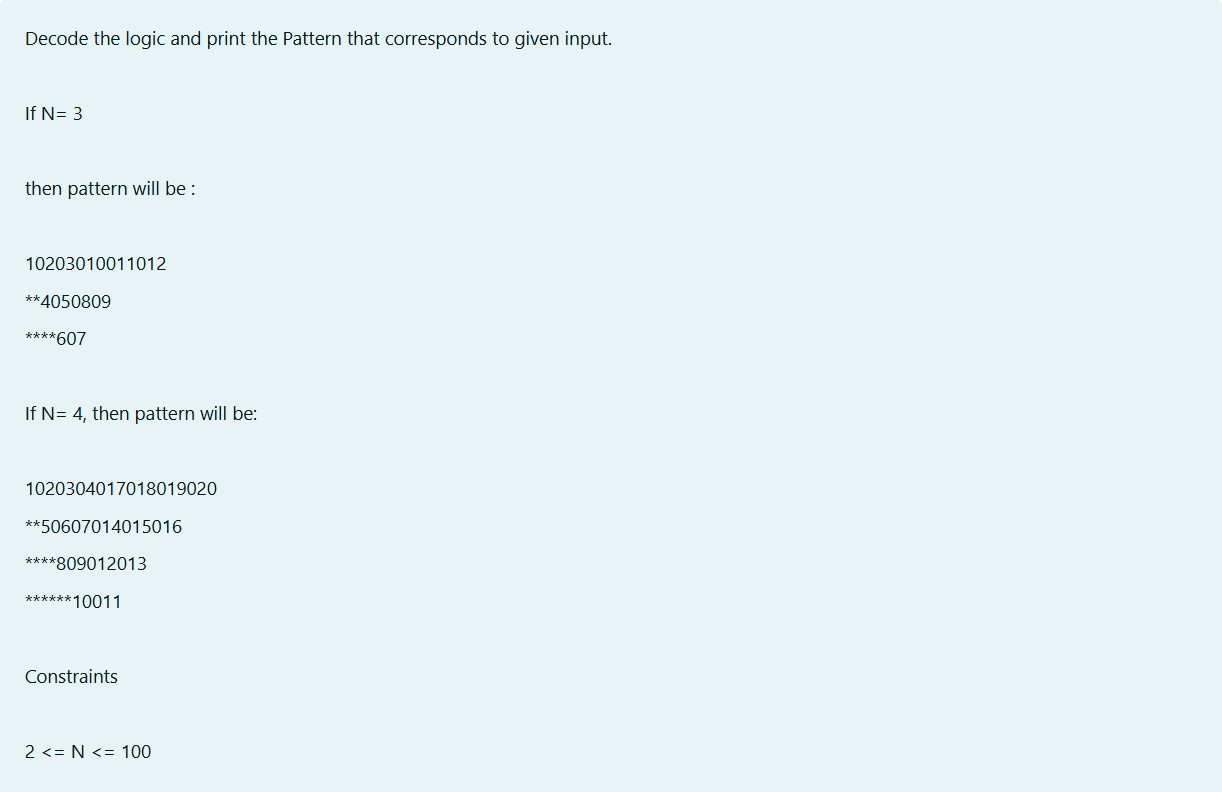 Decode the logic and print the Pattern that corresponds to given input.
If N= 3
then pattern will be :
10203010011012
**4050809
****607
If N= 4, then pattern will be:
1020304017018019020
**50607014015016
****809012013
******10011
Constraints
2 <= N <= 100